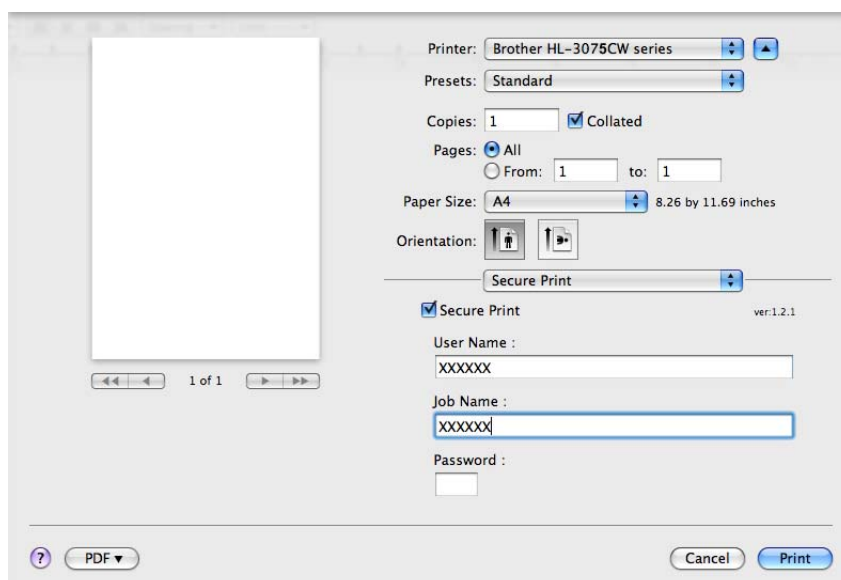 Printer: Brother HL-3075CW series
Presets: Standard
Copies: 1 Collated
Pages: All
From: 1 to: 1
Paper Size: A4 8.26 by 11.69 inches
Orientation:
Secure Print
Secure Print ver:1.2.1
User Name :
XXXXXX
1 of 1
Job Name :
XXXXXX
Password :
? PDF ▼ Cancel Print